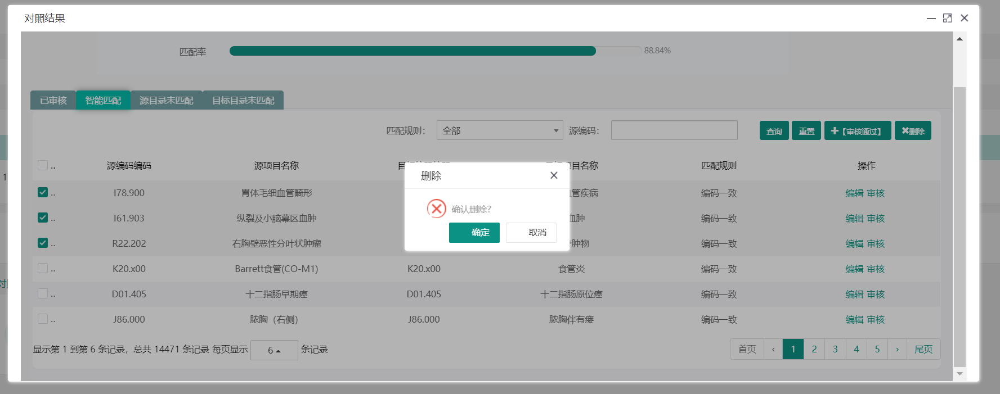 对照结果
匹配率 88.84%
已审核 智能匹配 源目录未匹配 目标目录未匹配
匹配规则： 全部 源编码： 查询 重置 【审核通过】 删除
.. 源编码编码 源项目名称 项目名称 匹配规则 操作
删除
.. I78.900 胃体毛细血管畸形 管疾病 编码一致 编辑 审核
确认删除?
.. I61.903 纵裂及小脑幕区血肿 血肿 编码一致 编辑 审核
确定 取消
.. R22.202 右胸壁恶性分叶状肿瘤 肿物 编码一致 编辑 审核
.. K20.x00 Barrett食管(CO-M1) K20.x00 食管炎 编码一致 编辑 审核
.. D01.405 十二指肠早期癌 D01.405 十二指肠原位癌 编码一致 编辑 审核
.. J86.000 脓胸（右侧） J86.000 脓胸伴有瘘 编码一致 编辑 审核
显示第 1 到第 6 条记录，总共 14471 条记录 每页显示 6 条记录 首页 ‹ 1 2 3 4 5 › 尾页